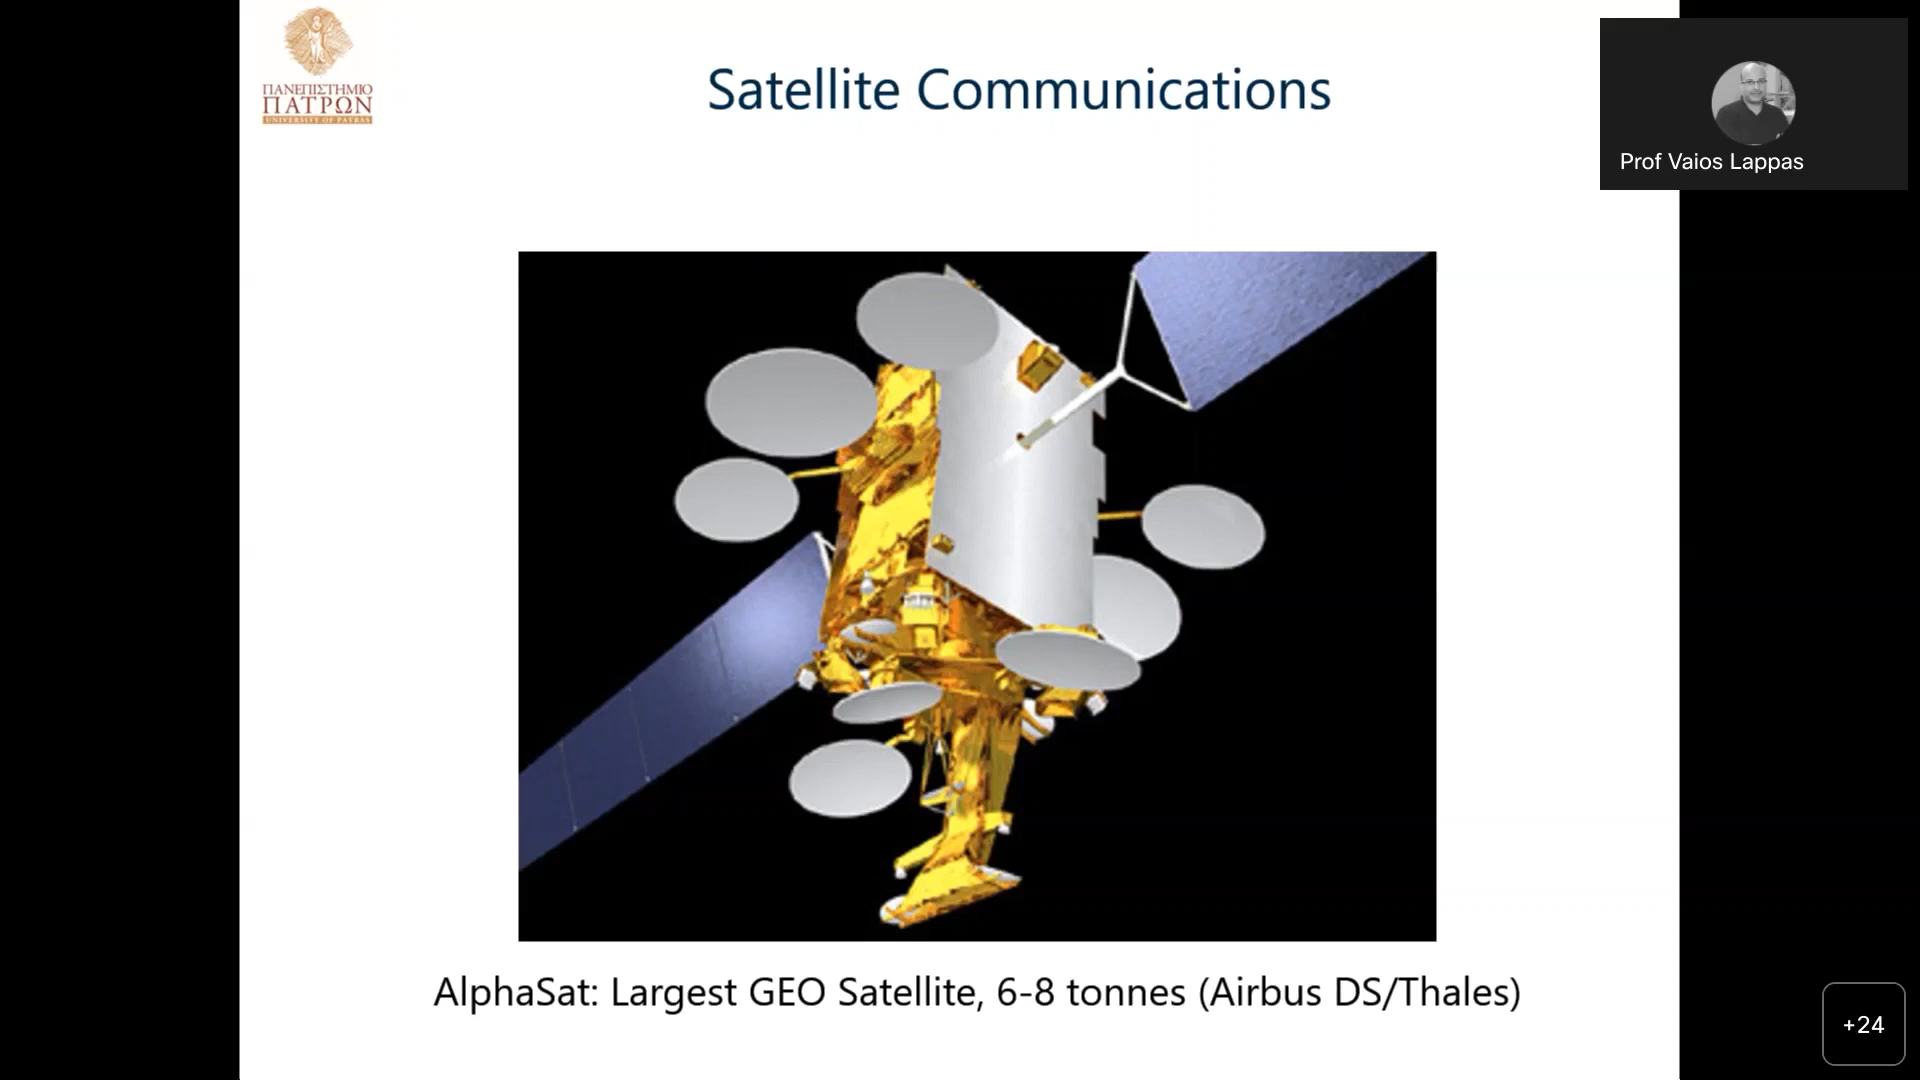 ΠΑΝΕΠΙΣΤΗΜΙΟ
ΠΑΤΡΩΝ
UNIVERSITY OF PATRAS
Satellite Communications
Prof Vaios Lappas
AlphaSat: Largest GEO Satellite, 6-8 tonnes (Airbus DS/Thales)
+24